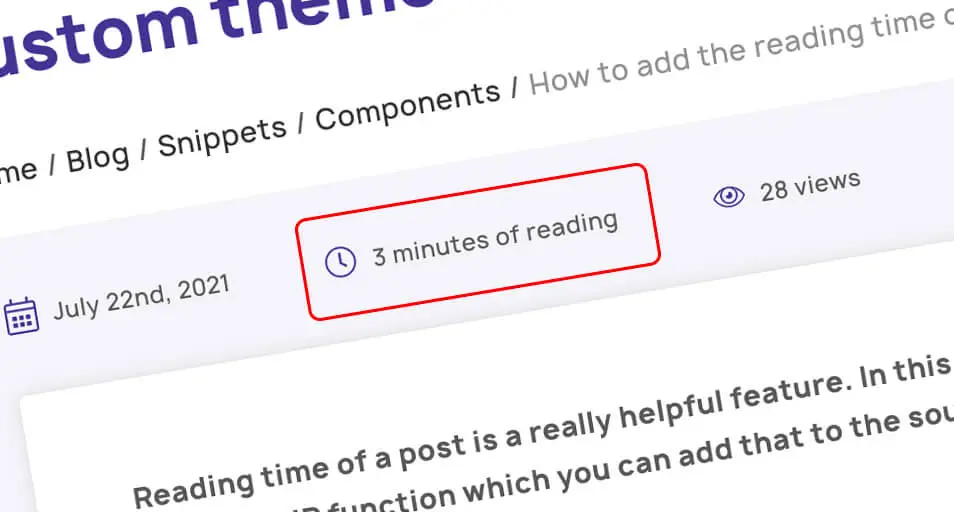 ustom theme
me / Blog / Snippets / Components / How to add the reading time o
July 22nd, 2021
3 minutes of reading
28 views
Reading time of a post is a really helpful feature. In this
function which you can add that to the sou